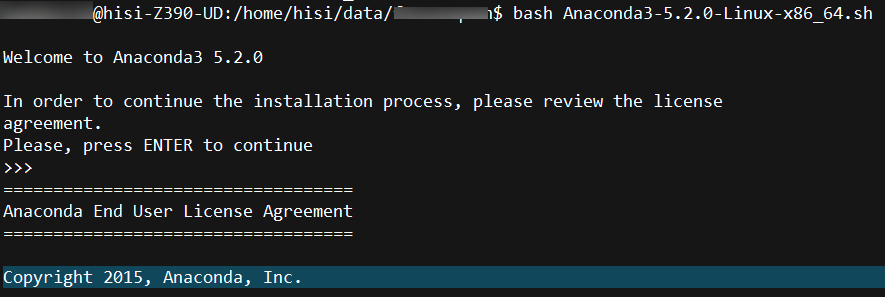 @hisi-Z390-UD:/home/hisi/data/ $ bash Anaconda3-5.2.0-Linux-x86_64.sh
Welcome to Anaconda3 5.2.0
In order to continue the installation process, please review the license
agreement.
Please, press ENTER to continue
>>>
===================================
Anaconda End User License Agreement
===================================
Copyright 2015, Anaconda, Inc.